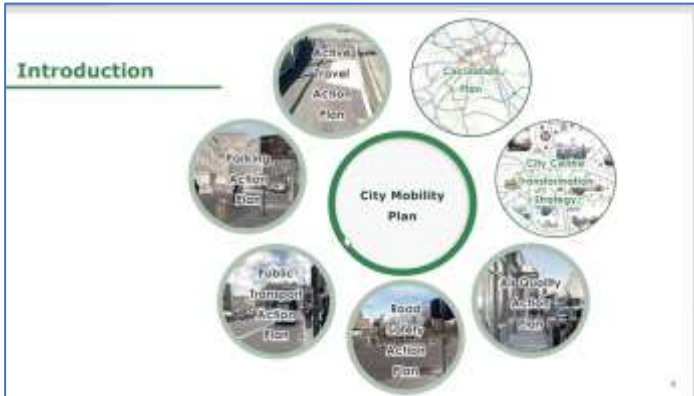 Introduction
Active
Travel
Action
Plan
Circulation
Plan
City Centre
Transformation
Strategy
Air Quality
Action
Plan
Road
Safety
Action
Plan
Public
Transport
Action
Plan
Parking
Action
Plan
City Mobility
Plan